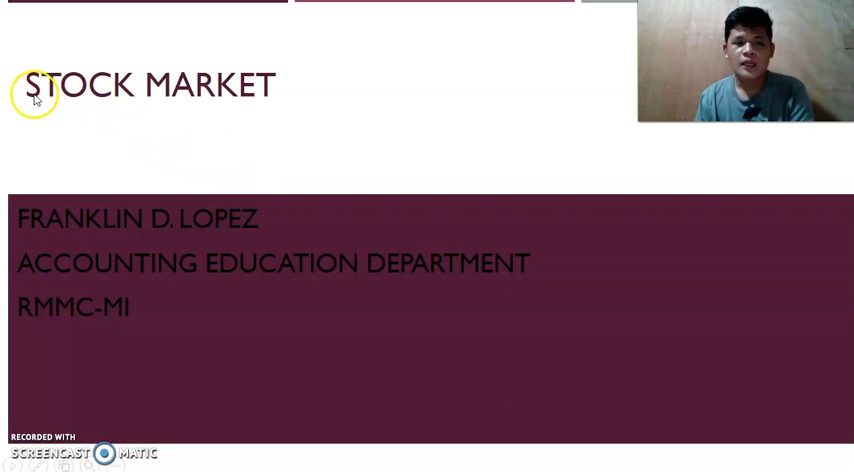 STOCK MARKET
FRANKLIN D. LOPEZ
ACCOUNTING EDUCATION DEPARTMENT
RMMC-MI
RECORDED WITH
SCREENCAST MATIC